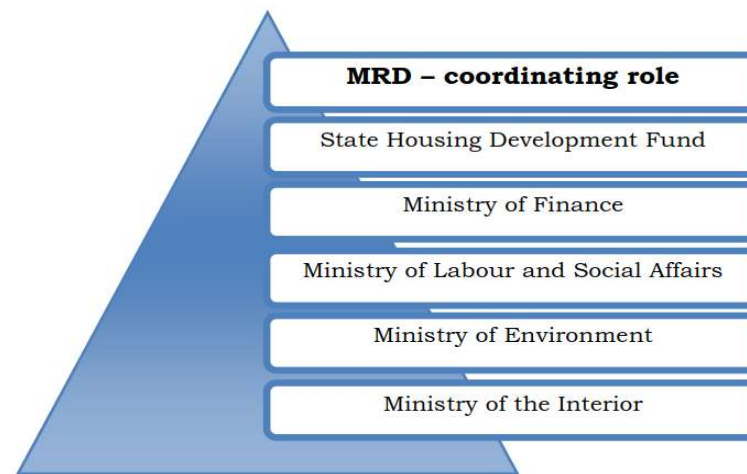 MRD – coordinating role
State Housing Development Fund
Ministry of Finance
Ministry of Labour and Social Affairs
Ministry of Environment
Ministry of the Interior